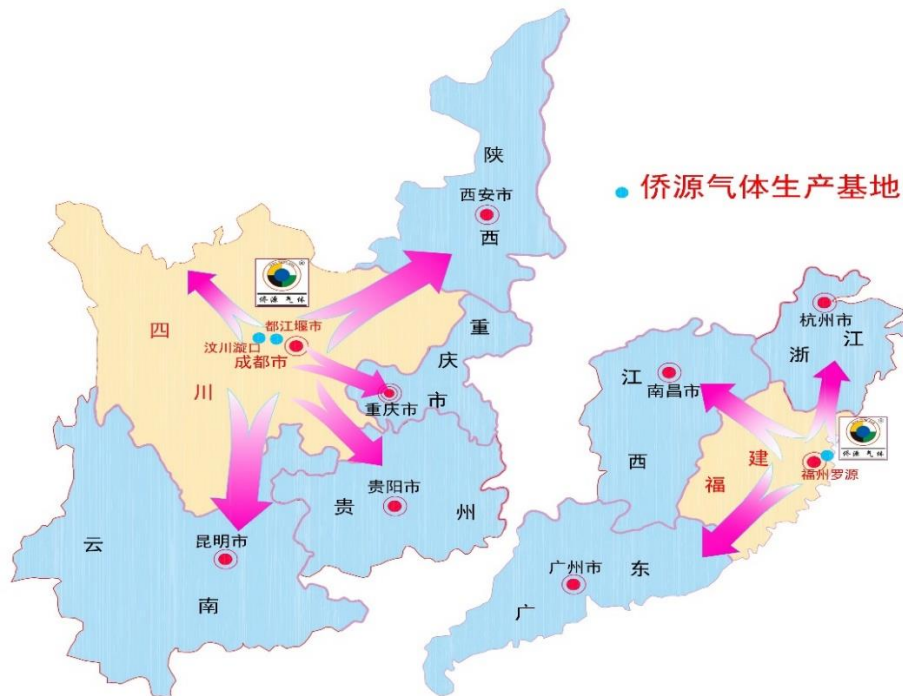 陕
西安市
西
侨源气体生产基地
侨源气体
四
川
都江堰市
汶川漩口
成都市
重
庆
市
重庆市
杭州市
浙
江
江
南昌市
西
侨源气体
福
建
福州罗源
贵阳市
贵
州
云
昆明市
南
广州市
广
东